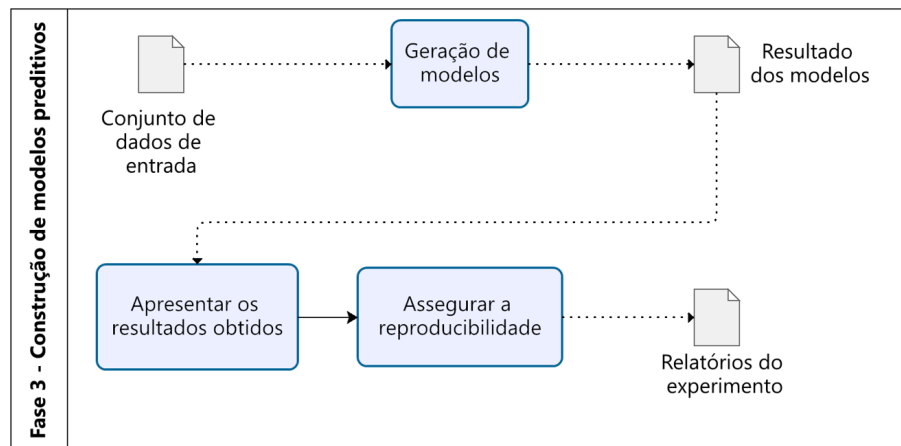 Fase 3 - Construção de modelos preditivos
Conjunto de
dados de
entrada
Geração de
modelos
Resultado
dos modelos
Apresentar os
resultados obtidos
Assegurar a
reproducibilidade
Relatórios do
experimento